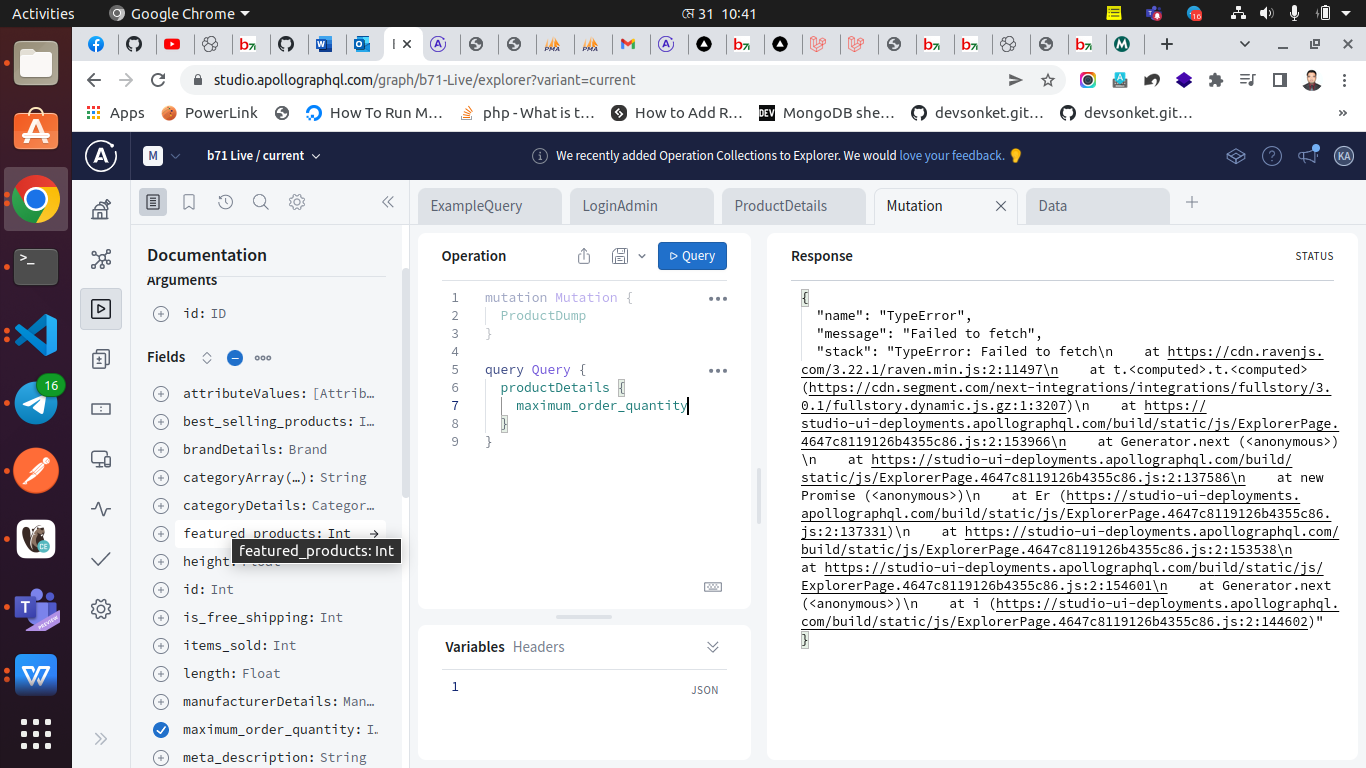 Activities
Google Chrome
মে 31 10:41
16
studio.apollographql.com/graph/b71-Live/explorer?variant=current
Apps
PowerLink
How To Run M…
php - What is t…
How to Add R…
MongoDB she…
devsonket.git…
devsonket.git…
»
M
b71 Live / current
We recently added Operation Collections to Explorer. We would love your feedback.
KA
ExampleQuery
LoginAdmin
ProductDetails
Mutation
Data
Documentation
Arguments
id: ID
Fields
attributeValues: [Attrib…
best_selling_products: I…
brandDetails: Brand
categoryArray(…): String
categoryDetails: Categor…
featured_products: Int
featured_products: Int
height: Float
id: Int
is_free_shipping: Int
items_sold: Int
length: Float
manufacturerDetails: Man…
maximum_order_quantity: I…
meta_description: String
Operation
Query
1 mutation Mutation {
2 ProductDump
3 }
4
5 query Query {
6 productDetails {
7 maximum_order_quantity
8 }
9 }
Variables Headers
1
JSON
Response
STATUS
{
"name": "TypeError",
"message": "Failed to fetch",
"stack": "TypeError: Failed to fetch\n    at https://cdn.ravenjs.
com/3.22.1/raven.min.js:2:11497\n    at t.<computed>.t.<computed>
(https://cdn.segment.com/next-integrations/integrations/fullstory/3.
0.1/fullstory.dynamic.js.gz:1:3207)\n    at https://
studio-ui-deployments.apollographql.com/build/static/js/ExplorerPage.
4647c8119126b4355c86.js:2:153966\n    at Generator.next (<anonymous>)
\n    at https://studio-ui-deployments.apollographql.com/build/
static/js/ExplorerPage.4647c8119126b4355c86.js:2:137586\n    at new
Promise (<anonymous>)\n    at Er (https://studio-ui-deployments.
apollographql.com/build/static/js/ExplorerPage.4647c8119126b4355c86.
js:2:137331)\n    at https://studio-ui-deployments.apollographql.com/
build/static/js/ExplorerPage.4647c8119126b4355c86.js:2:153538\n
at https://studio-ui-deployments.apollographql.com/build/static/js/
ExplorerPage.4647c8119126b4355c86.js:2:154601\n    at Generator.next
(<anonymous>)\n    at i (https://studio-ui-deployments.apollographql.
com/build/static/js/ExplorerPage.4647c8119126b4355c86.js:2:144602)"
}